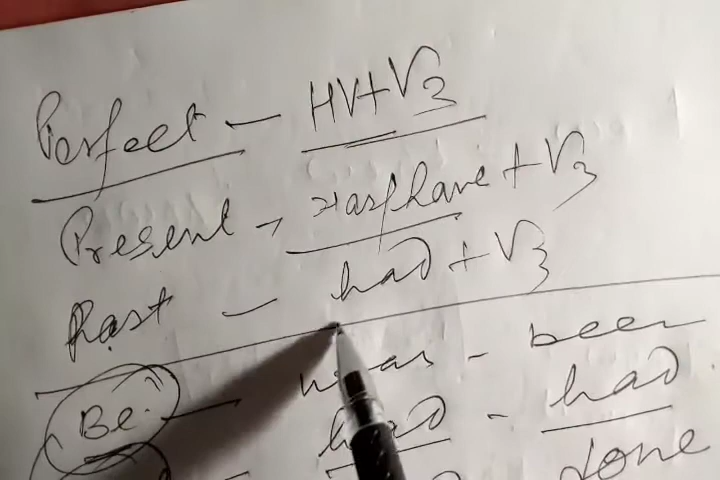 Perfect - HV+V3
Present - Has/have + V3
Past - had + V3
Be. - was - been
had - had.
done